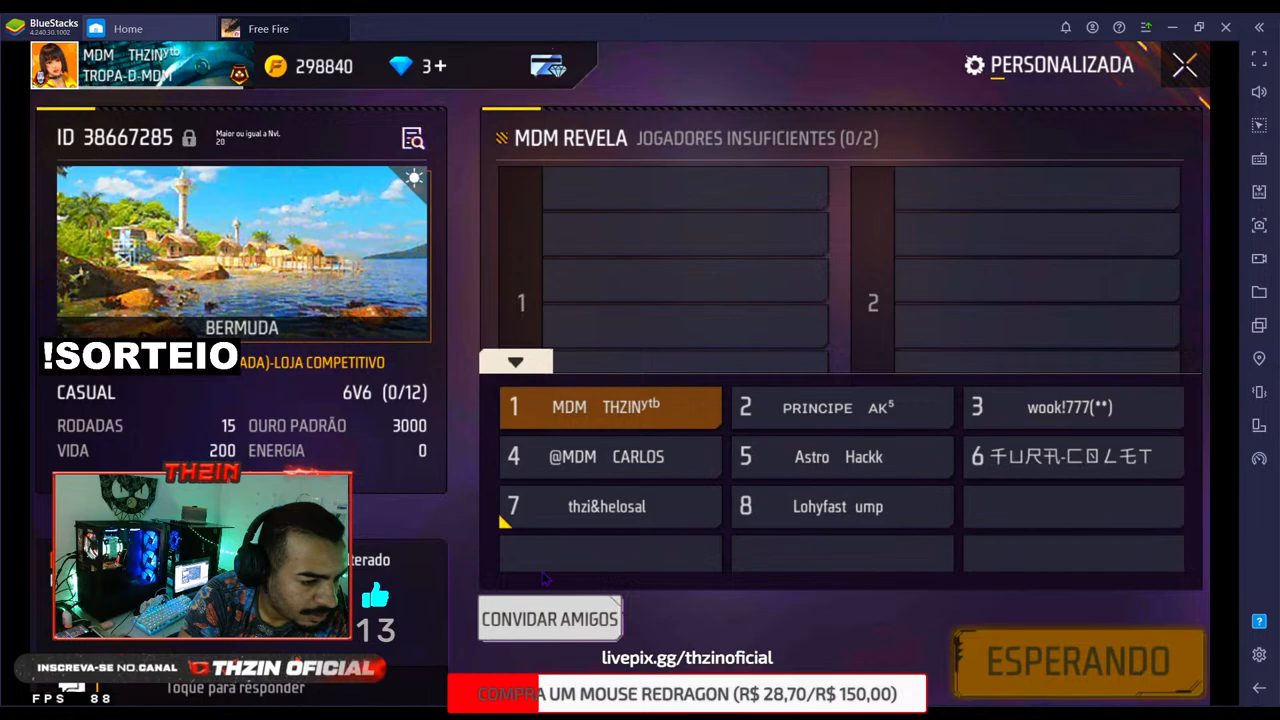 BlueStacks
4.240.30.1002
Home
Free Fire
MDM THZINʸᵗᵇ
TROPA-D-MDM
298840
3+
PERSONALIZADA
ID 38667285
Maior ou igual a Nvl.
20
MDM REVELA JOGADORES INSUFICIENTES (0/2)
1
2
BERMUDA
!SORTEIO
ADA)-LOJA COMPETITIVO
CASUAL 6V6 (0/12)
RODADAS 15 OURO PADRÃO 3000
VIDA 200 ENERGIA 0
1 MDM THZINʸᵗᵇ
2 PRINCIPE AK⁵
3 wook!777(**)
4 @MDM CARLOS
5 Astro Hackk
6
7 thzi&helosal
8 Lohyfast ump
THZIN
terado
13
CONVIDAR AMIGOS
ESPERANDO
livepix.gg/thzinoficial
INSCREVA-SE NO CANAL THZIN OFICIAL
Toque para responder
FPS 88
COMPRA UM MOUSE REDRAGON (R$ 28,70/R$ 150,00)